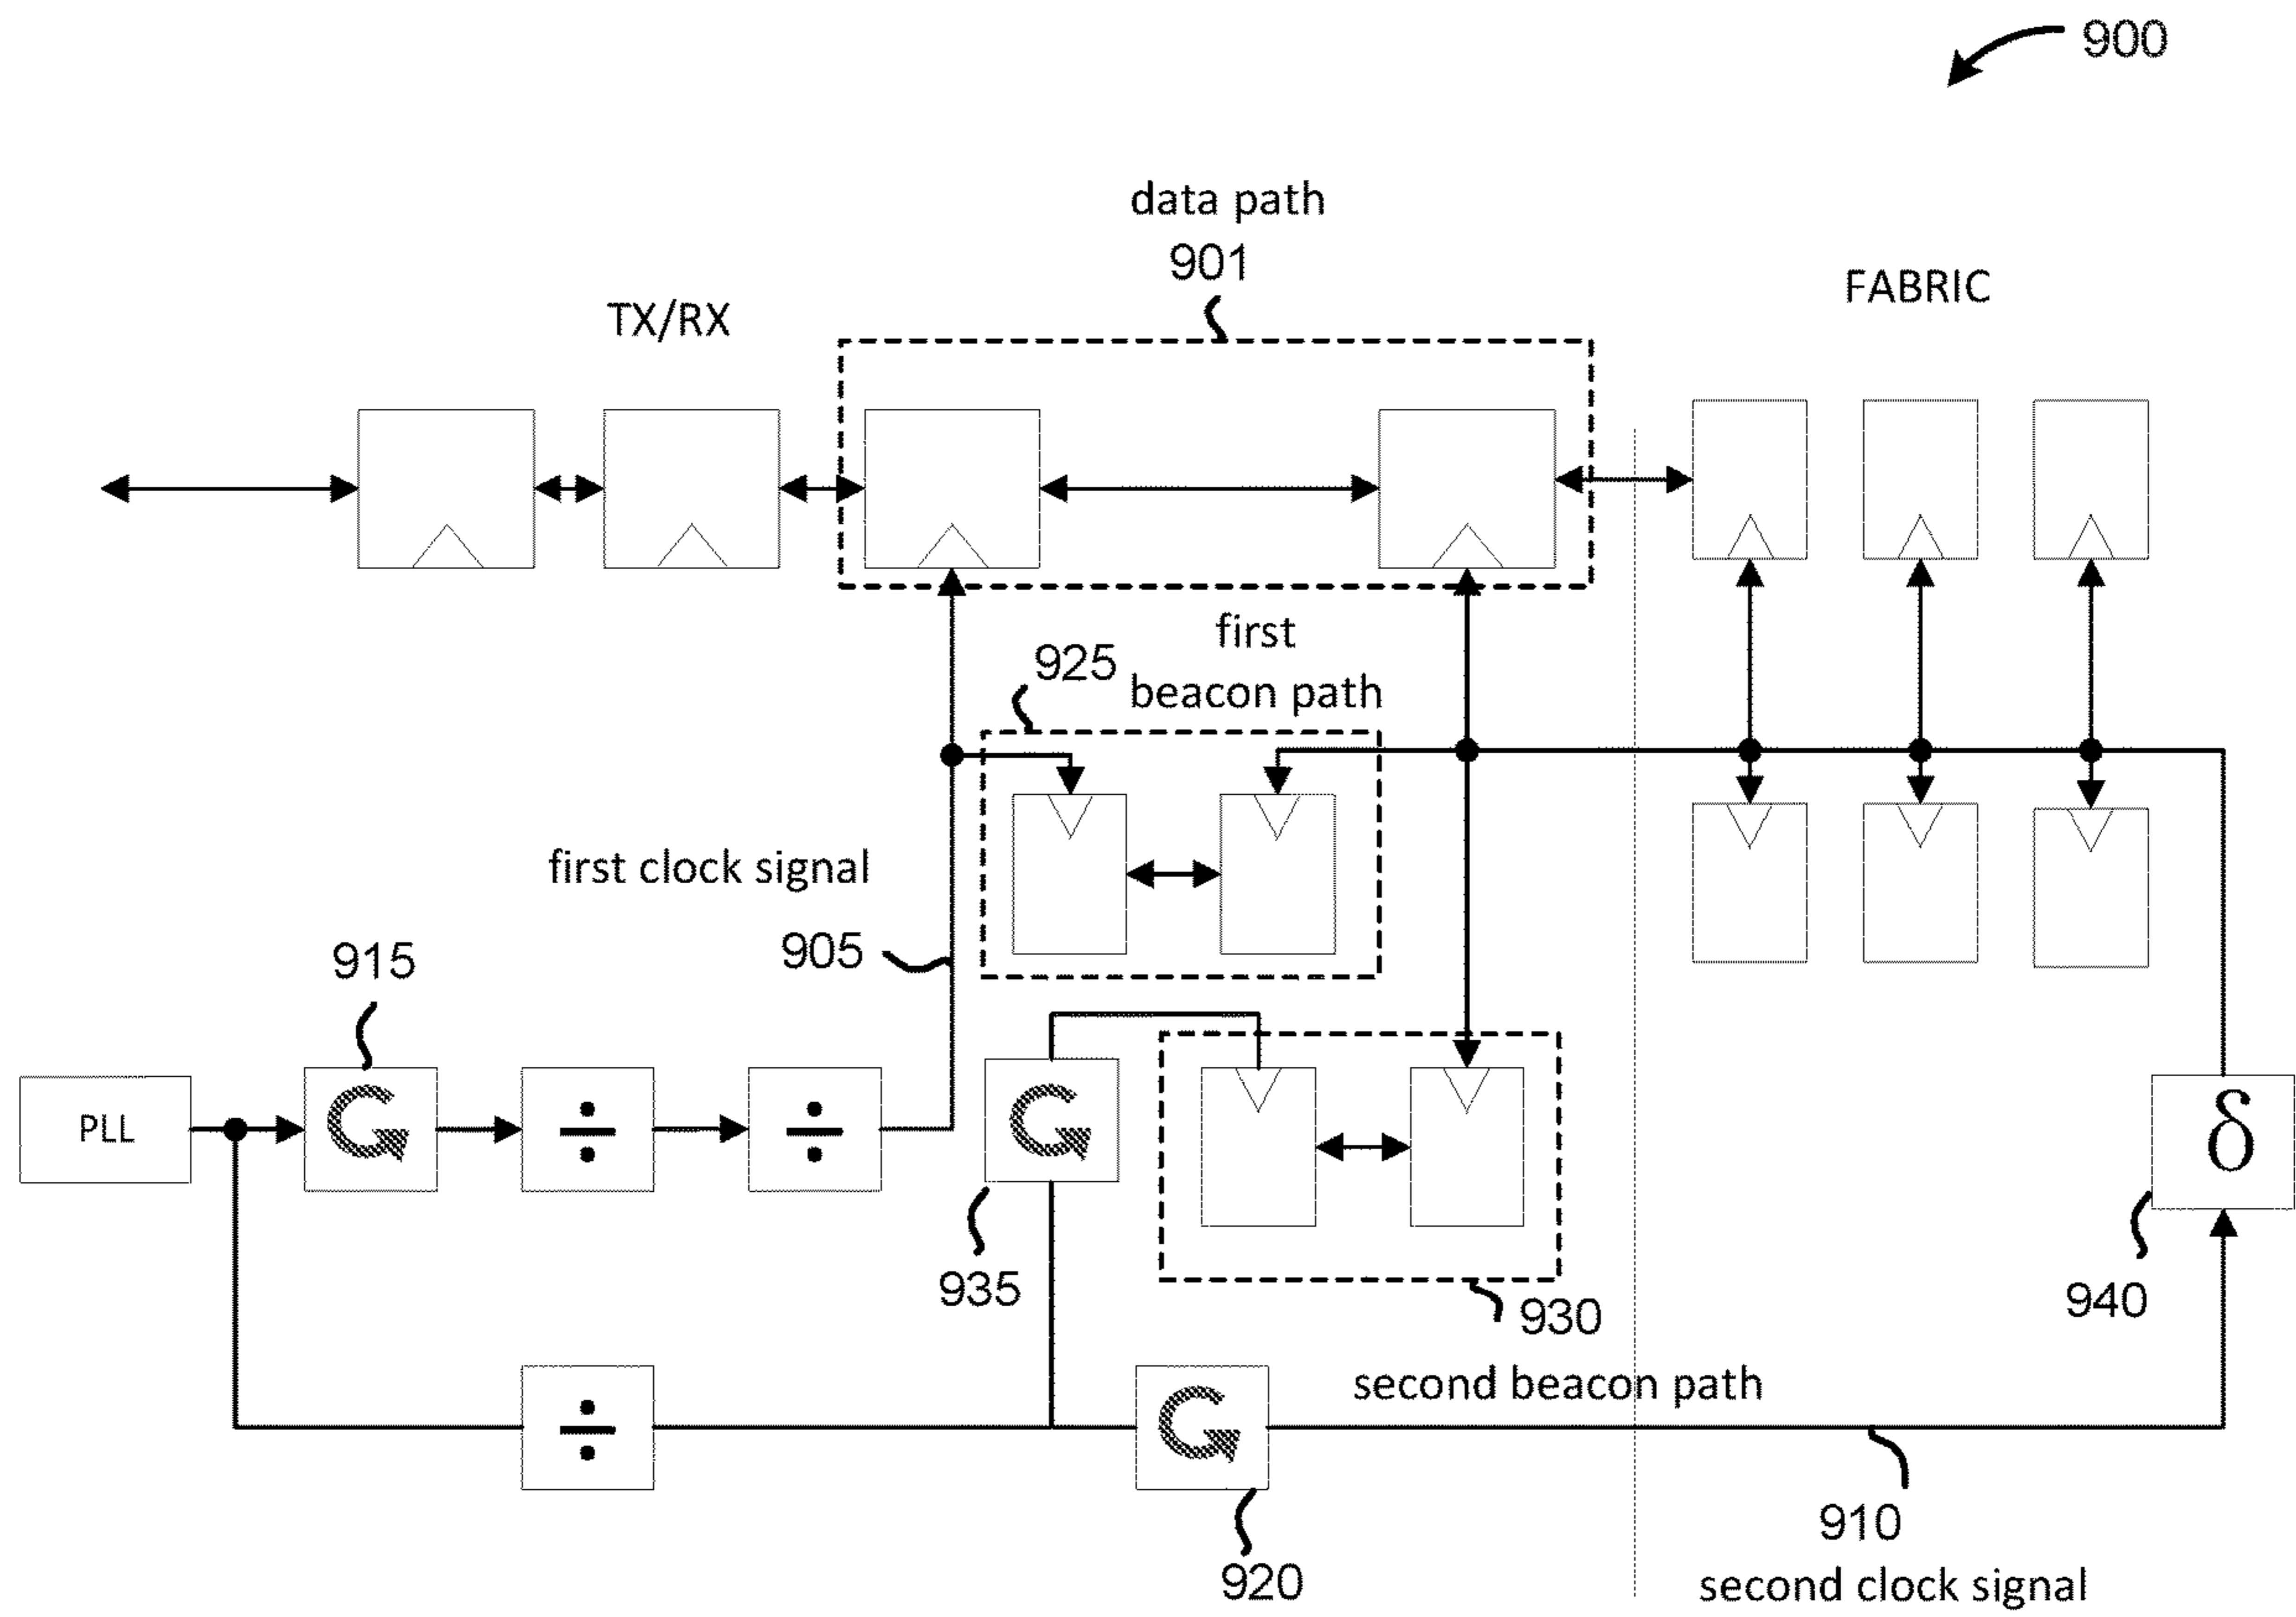 900
data path
901
FABRIC
TX/RX
first
925
beacon path
first clock signal
905
915
PLL
÷
÷
δ
935
930
940
second beacon path
÷
910
920
second clock signal